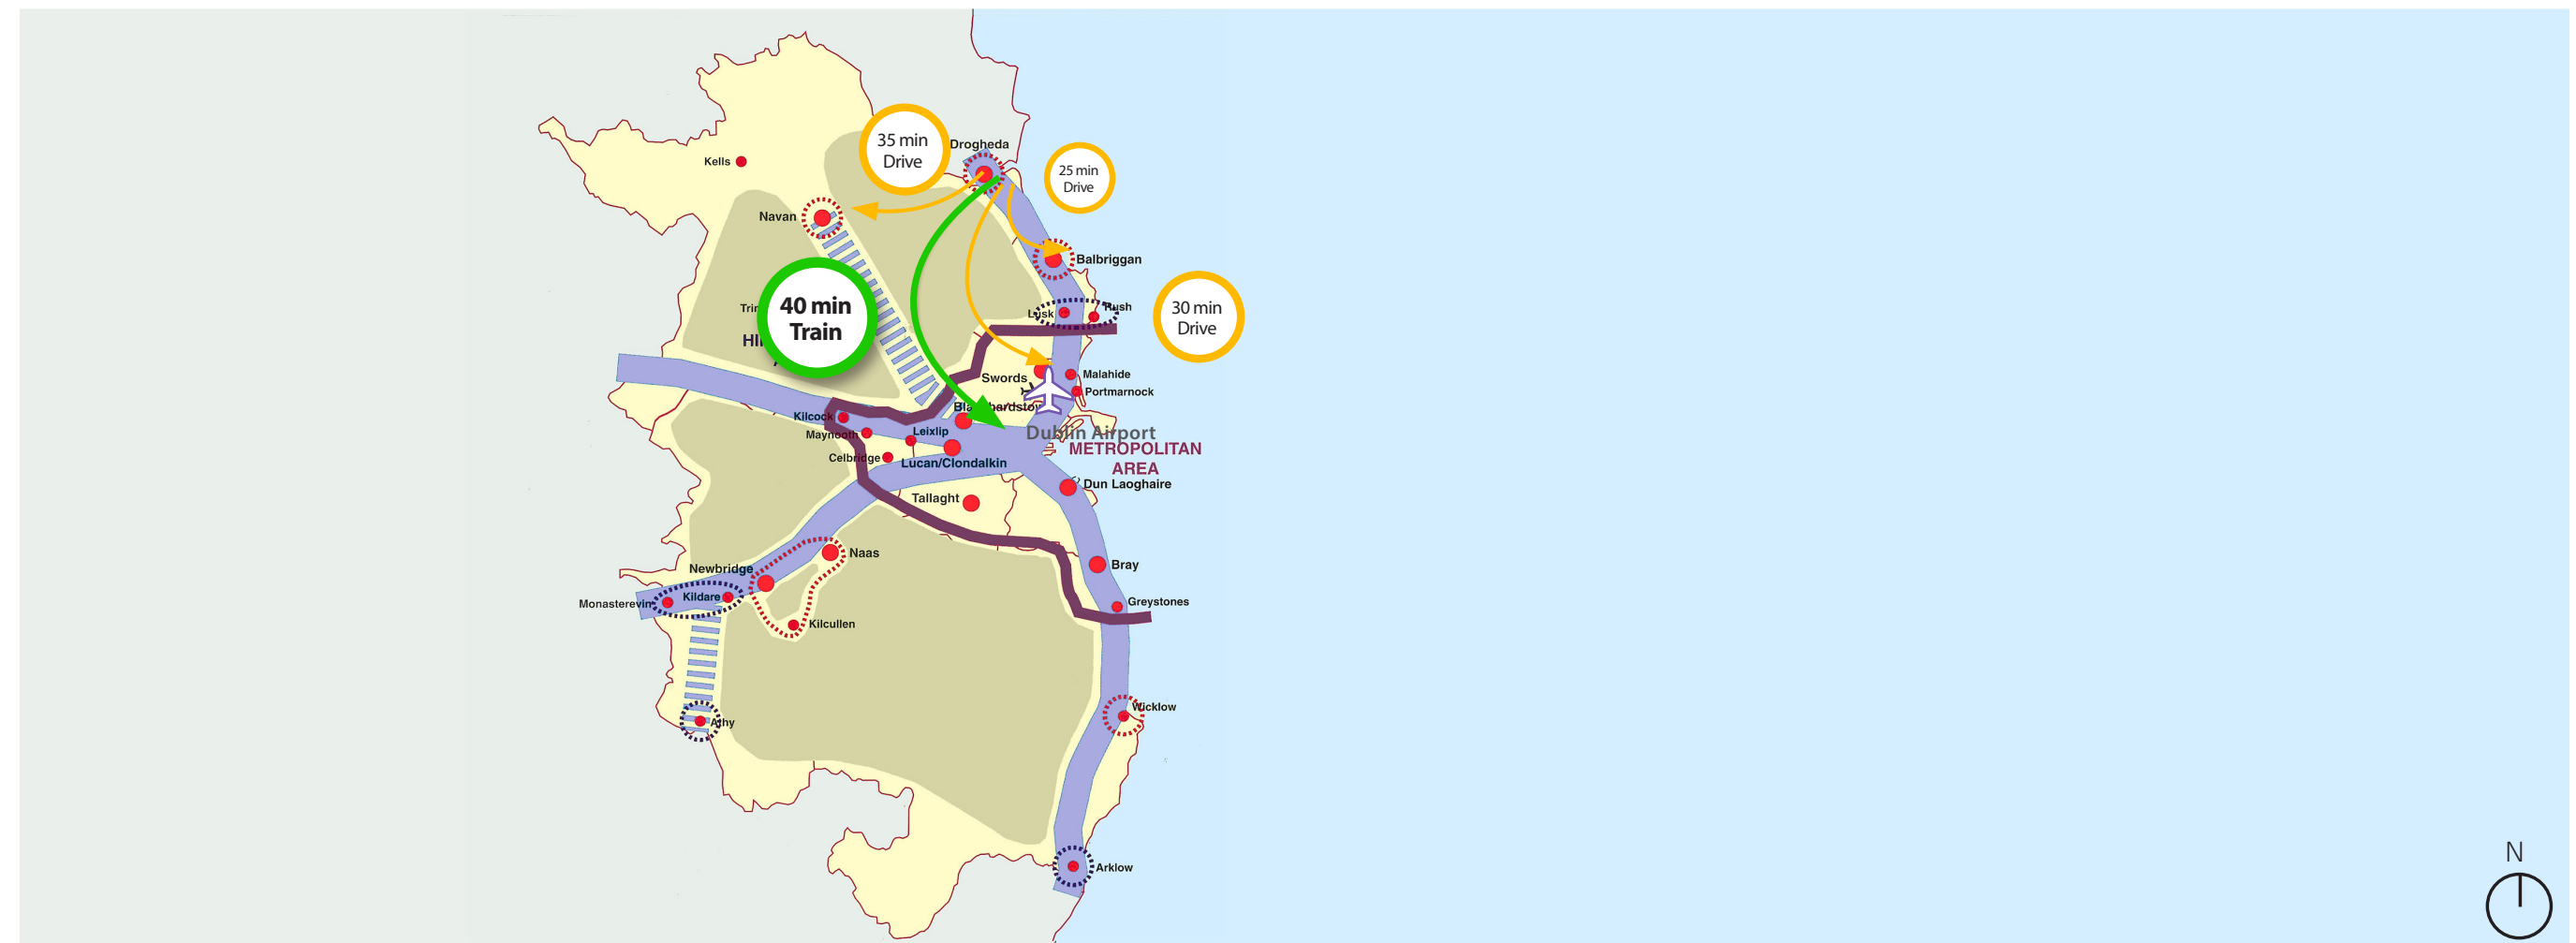 35 min
Drive
Drogheda
Kells
25 min
Drive
Navan
Balbriggan
40 min
Train
30 min
Drive
Rush
Lusk
Swords
Malahide
Portmarnock
Kilcock
Maynooth
Leixlip
Dublin Airport
METROPOLITAN
AREA
Celbridge
Lucan/Clondalkin
Dun Laoghaire
Tallaght
Naas
Bray
Newbridge
Kildare
Monasterevin
Greystones
Kilcullen
Wicklow
Athy
Arklow
N